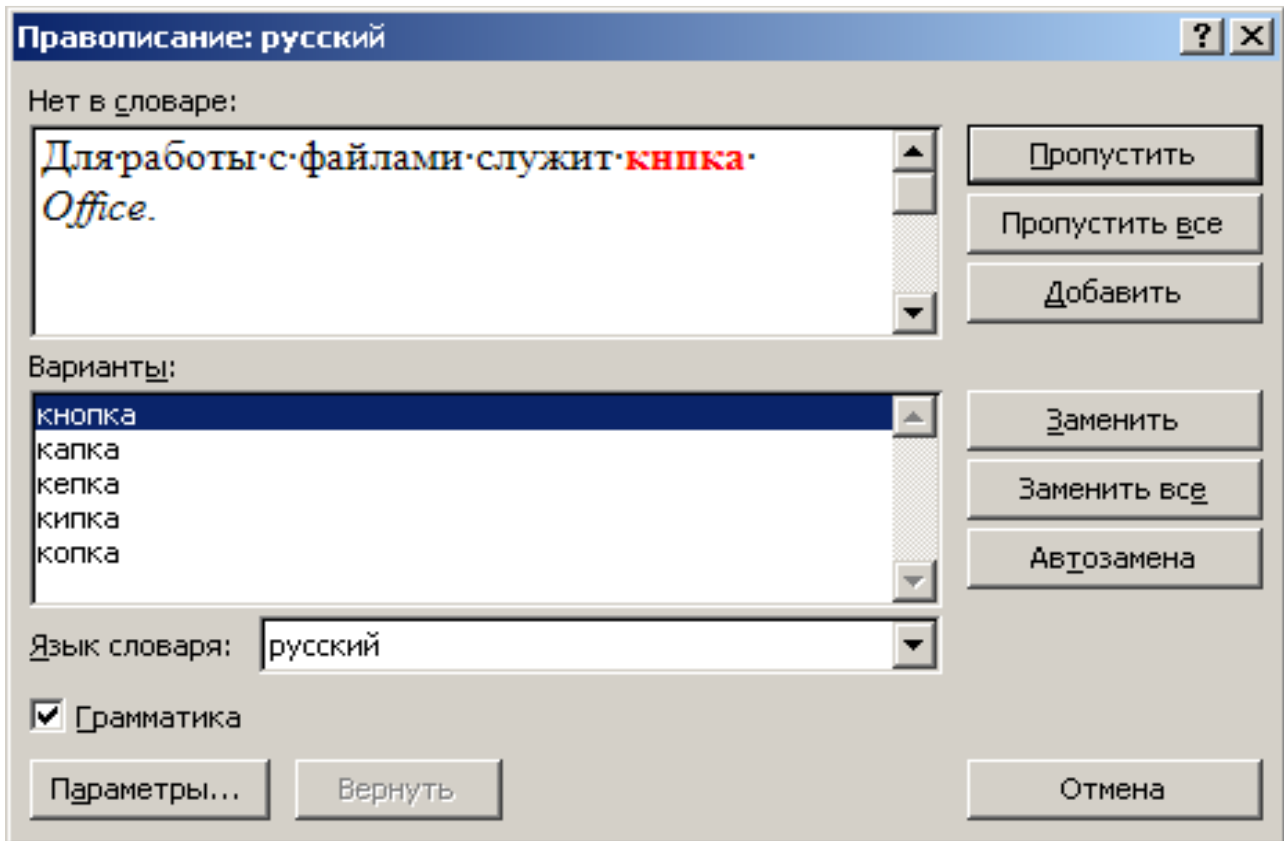 Правописание: русский
Нет в словаре:
Для·работы·с·файлами·служит·кнпка·
Office.
Пропустить
Пропустить все
Добавить
Варианты:
кнопка
капка
кепка
кипка
копка
Заменить
Заменить все
Автозамена
Язык словаря: русский
Грамматика
Параметры... Вернуть Отмена